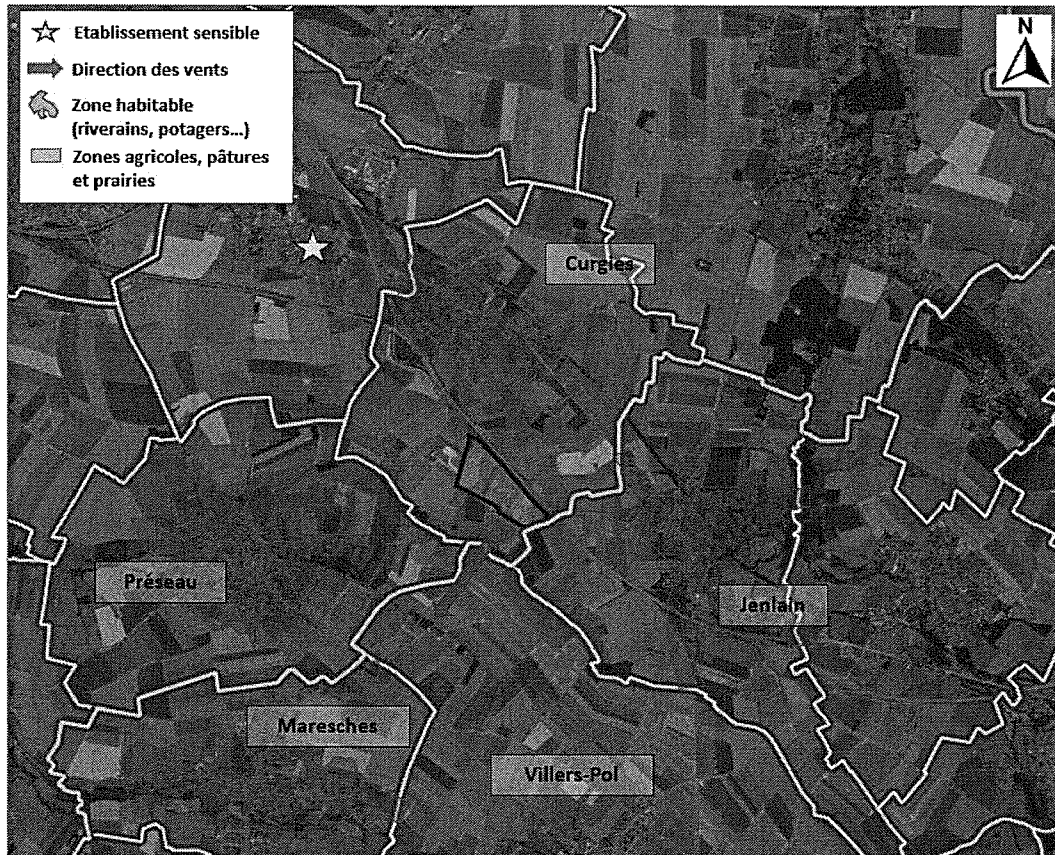 Etablissement sensible
Direction des vents
Zone habitable
(riverains, potagers...)
Zones agricoles, pâtures
et prairies
N
Curgies
Préseau
Jenlain
Maresches
Villers-Pol